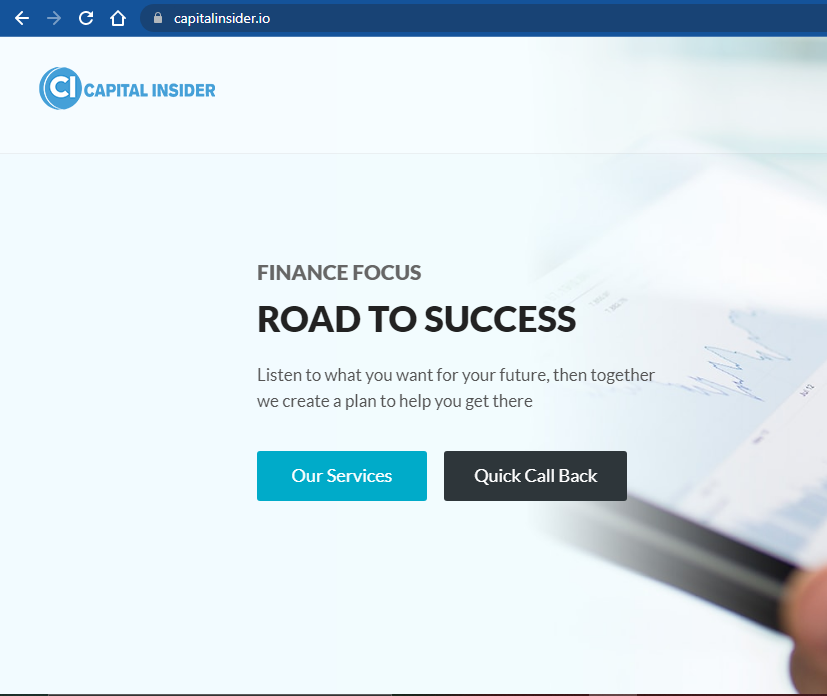 capitalinsider.io
CI CAPITAL INSIDER
FINANCE FOCUS
ROAD TO SUCCESS
Listen to what you want for your future, then together
we create a plan to help you get there
Our Services
Quick Call Back